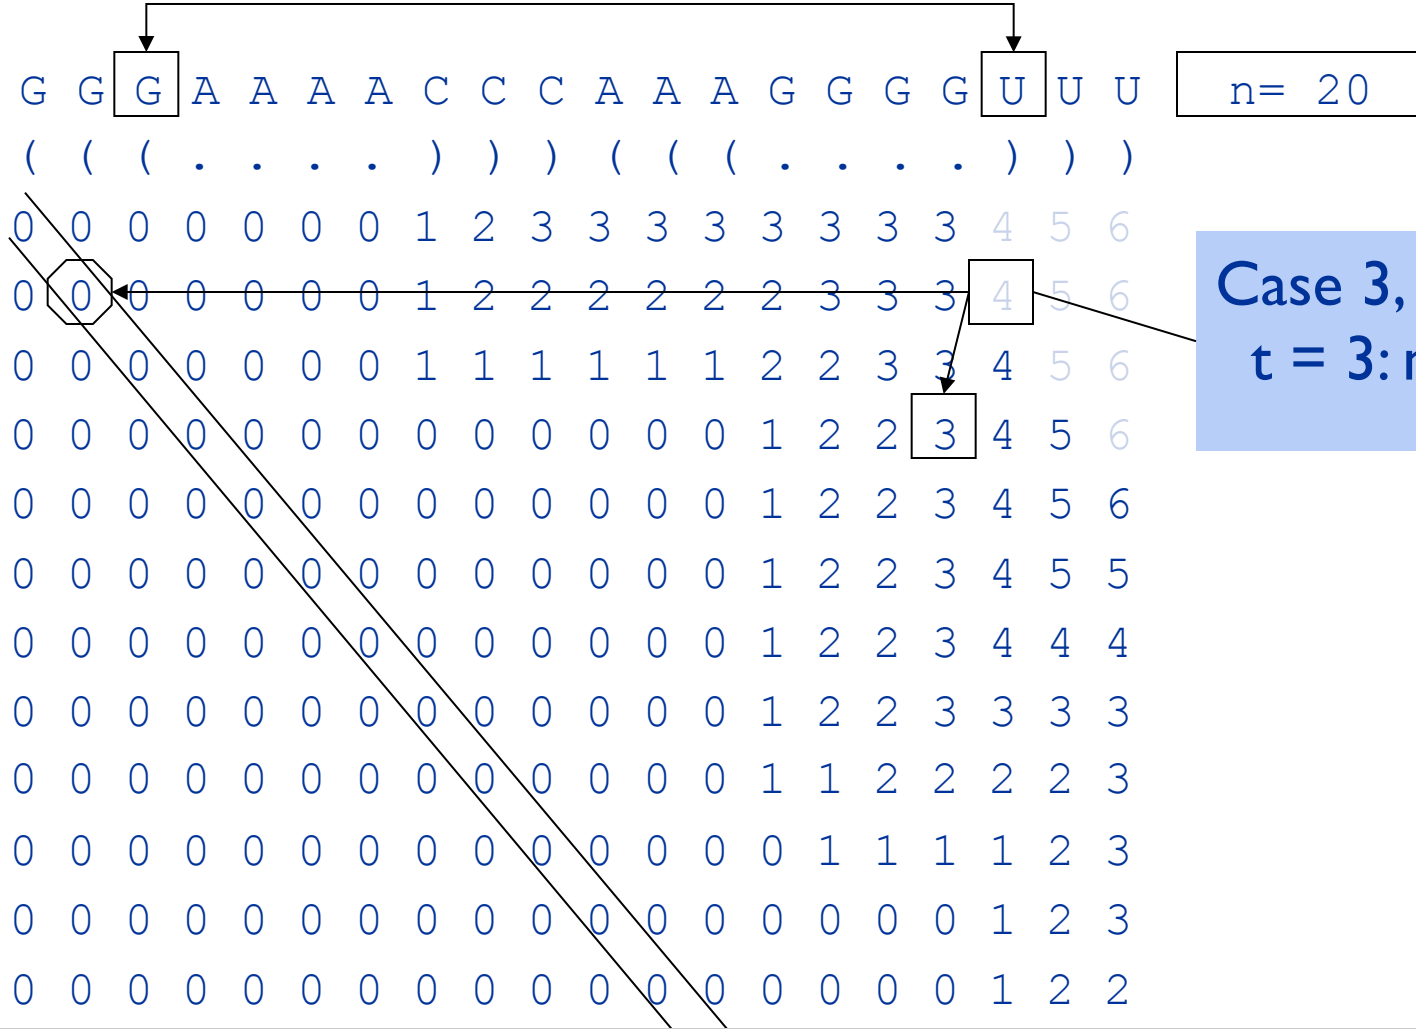 G G G A A A A C C C A A A G G G G U U U n= 20
( ( ( . . . . ) ) ) ( ( ( . . . . ) ) )
0 0 0 0 0 0 0 1 2 3 3 3 3 3 3 3 3 4 5 6
0 0 0 0 0 0 0 1 2 2 2 2 2 2 3 3 3 4 5 6
Case 3,
0 0 0 0 0 0 0 1 1 1 1 1 1 2 2 3 3 4 5 6
t = 3:
0 0 0 0 0 0 0 0 0 0 0 0 0 1 2 2 3 4 5 6
0 0 0 0 0 0 0 0 0 0 0 0 0 1 2 2 3 4 5 6
0 0 0 0 0 0 0 0 0 0 0 0 0 1 2 2 3 4 5 5
0 0 0 0 0 0 0 0 0 0 0 0 0 1 2 2 3 4 4 4
0 0 0 0 0 0 0 0 0 0 0 0 0 1 2 2 3 3 3 3
0 0 0 0 0 0 0 0 0 0 0 0 0 1 1 2 2 2 2 3
0 0 0 0 0 0 0 0 0 0 0 0 0 0 1 1 1 1 2 3
0 0 0 0 0 0 0 0 0 0 0 0 0 0 0 0 0 1 2 3
0 0 0 0 0 0 0 0 0 0 0 0 0 0 0 0 0 1 2 2